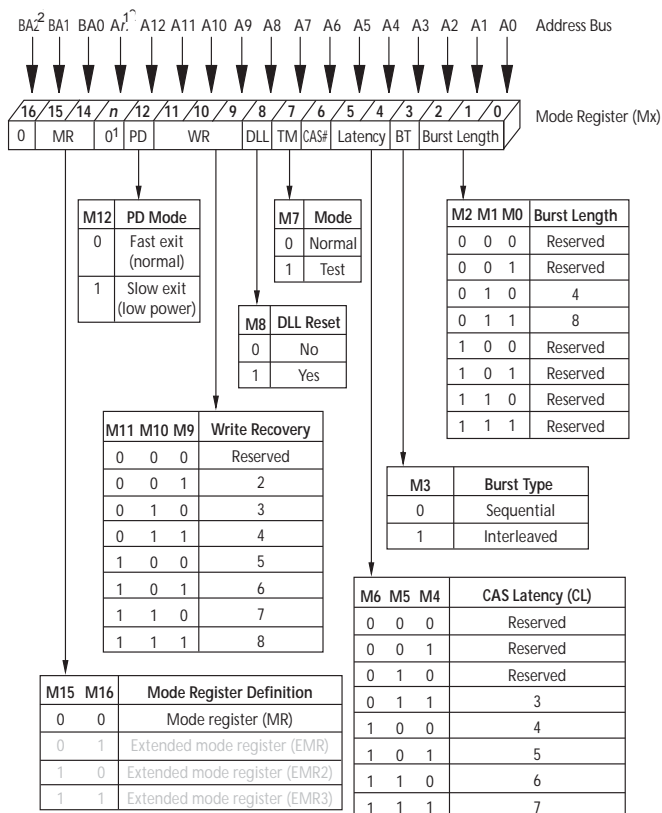 BA2² BA1 BA0 An¹ A12 A11 A10 A9 A8 A7 A6 A5 A4 A3 A2 A1 A0 Address Bus
16 15 14 n 12 11 10 9 8 7 6 5 4 3 2 1 0
Mode Register (Mx)
0 MR 0¹ PD WR DLL TM CAS# Latency BT Burst Length
M12 PD Mode
0 Fast exit
(normal)
1 Slow exit
(low power)
M7 Mode
0 Normal
1 Test
M2 M1 M0 Burst Length
0 0 0 Reserved
0 0 1 Reserved
0 1 0 4
0 1 1 8
1 0 0 Reserved
1 0 1 Reserved
1 1 0 Reserved
1 1 1 Reserved
M8 DLL Reset
0 No
1 Yes
M11 M10 M9 Write Recovery
0 0 0 Reserved
0 0 1 2
0 1 0 3
0 1 1 4
1 0 0 5
1 0 1 6
1 1 0 7
1 1 1 8
M3 Burst Type
0 Sequential
1 Interleaved
M6 M5 M4 CAS Latency (CL)
0 0 0 Reserved
0 0 1 Reserved
0 1 0 Reserved
0 1 1 3
1 0 0 4
1 0 1 5
1 1 0 6
1 1 1 7
M15 M16 Mode Register Definition
0 0 Mode register (MR)
0 1 Extended mode register (EMR)
1 0 Extended mode register (EMR2)
1 1 Extended mode register (EMR3)